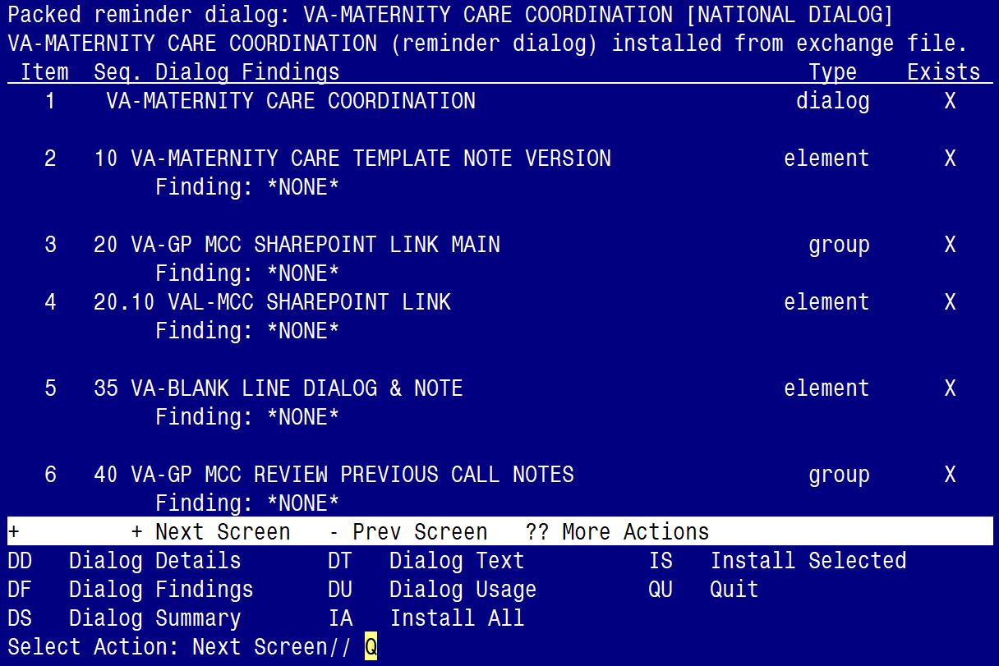 Packed reminder dialog: VA-MATERNITY CARE COORDINATION [NATIONAL DIALOG]
VA-MATERNITY CARE COORDINATION (reminder dialog) installed from exchange file.
Item Seq. Dialog Findings Type Exists
1 VA-MATERNITY CARE COORDINATION dialog X
2 10 VA-MATERNITY CARE TEMPLATE NOTE VERSION element X
Finding: *NONE*
3 20 VA-GP MCC SHAREPOINT LINK MAIN group X
Finding: *NONE*
4 20.10 VAL-MCC SHAREPOINT LINK element X
Finding: *NONE*
5 35 VA-BLANK LINE DIALOG & NOTE element X
Finding: *NONE*
6 40 VA-GP MCC REVIEW PREVIOUS CALL NOTES group X
Finding: *NONE*
+ + Next Screen - Prev Screen ?? More Actions
DD Dialog Details DT Dialog Text IS Install Selected
DF Dialog Findings DU Dialog Usage QU Quit
DS Dialog Summary IA Install All
Select Action: Next Screen// Q